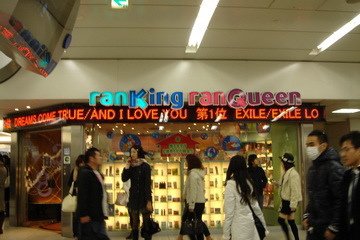 ranKing ranQueen
DREAMS COME TRUE/AND I LOVE YOU 第1位 EXILE/EXILE LO